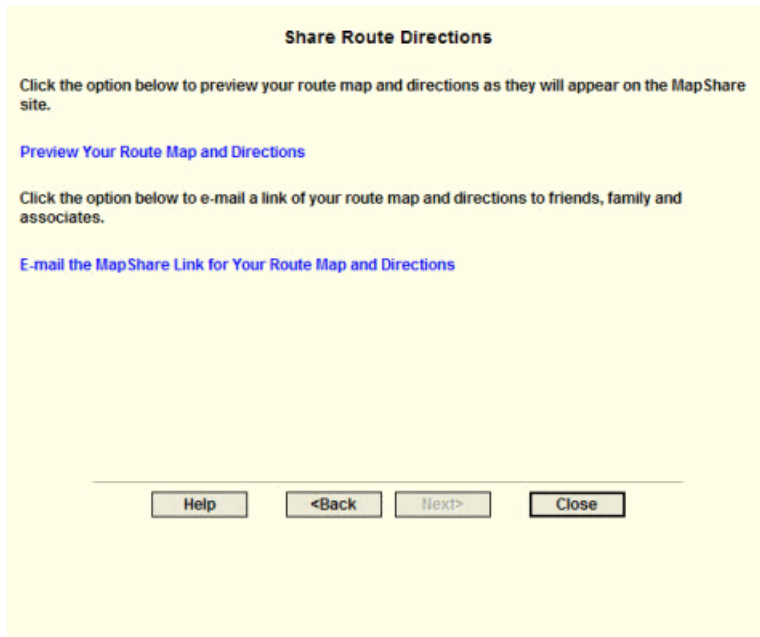 Share Route Directions
Click the option below to preview your route map and directions as they will appear on the MapShare
site.
Preview Your Route Map and Directions
Click the option below to e-mail a link of your route map and directions to friends, family and
associates.
E-mail the MapShare Link for Your Route Map and Directions
Help <Back Next> Close